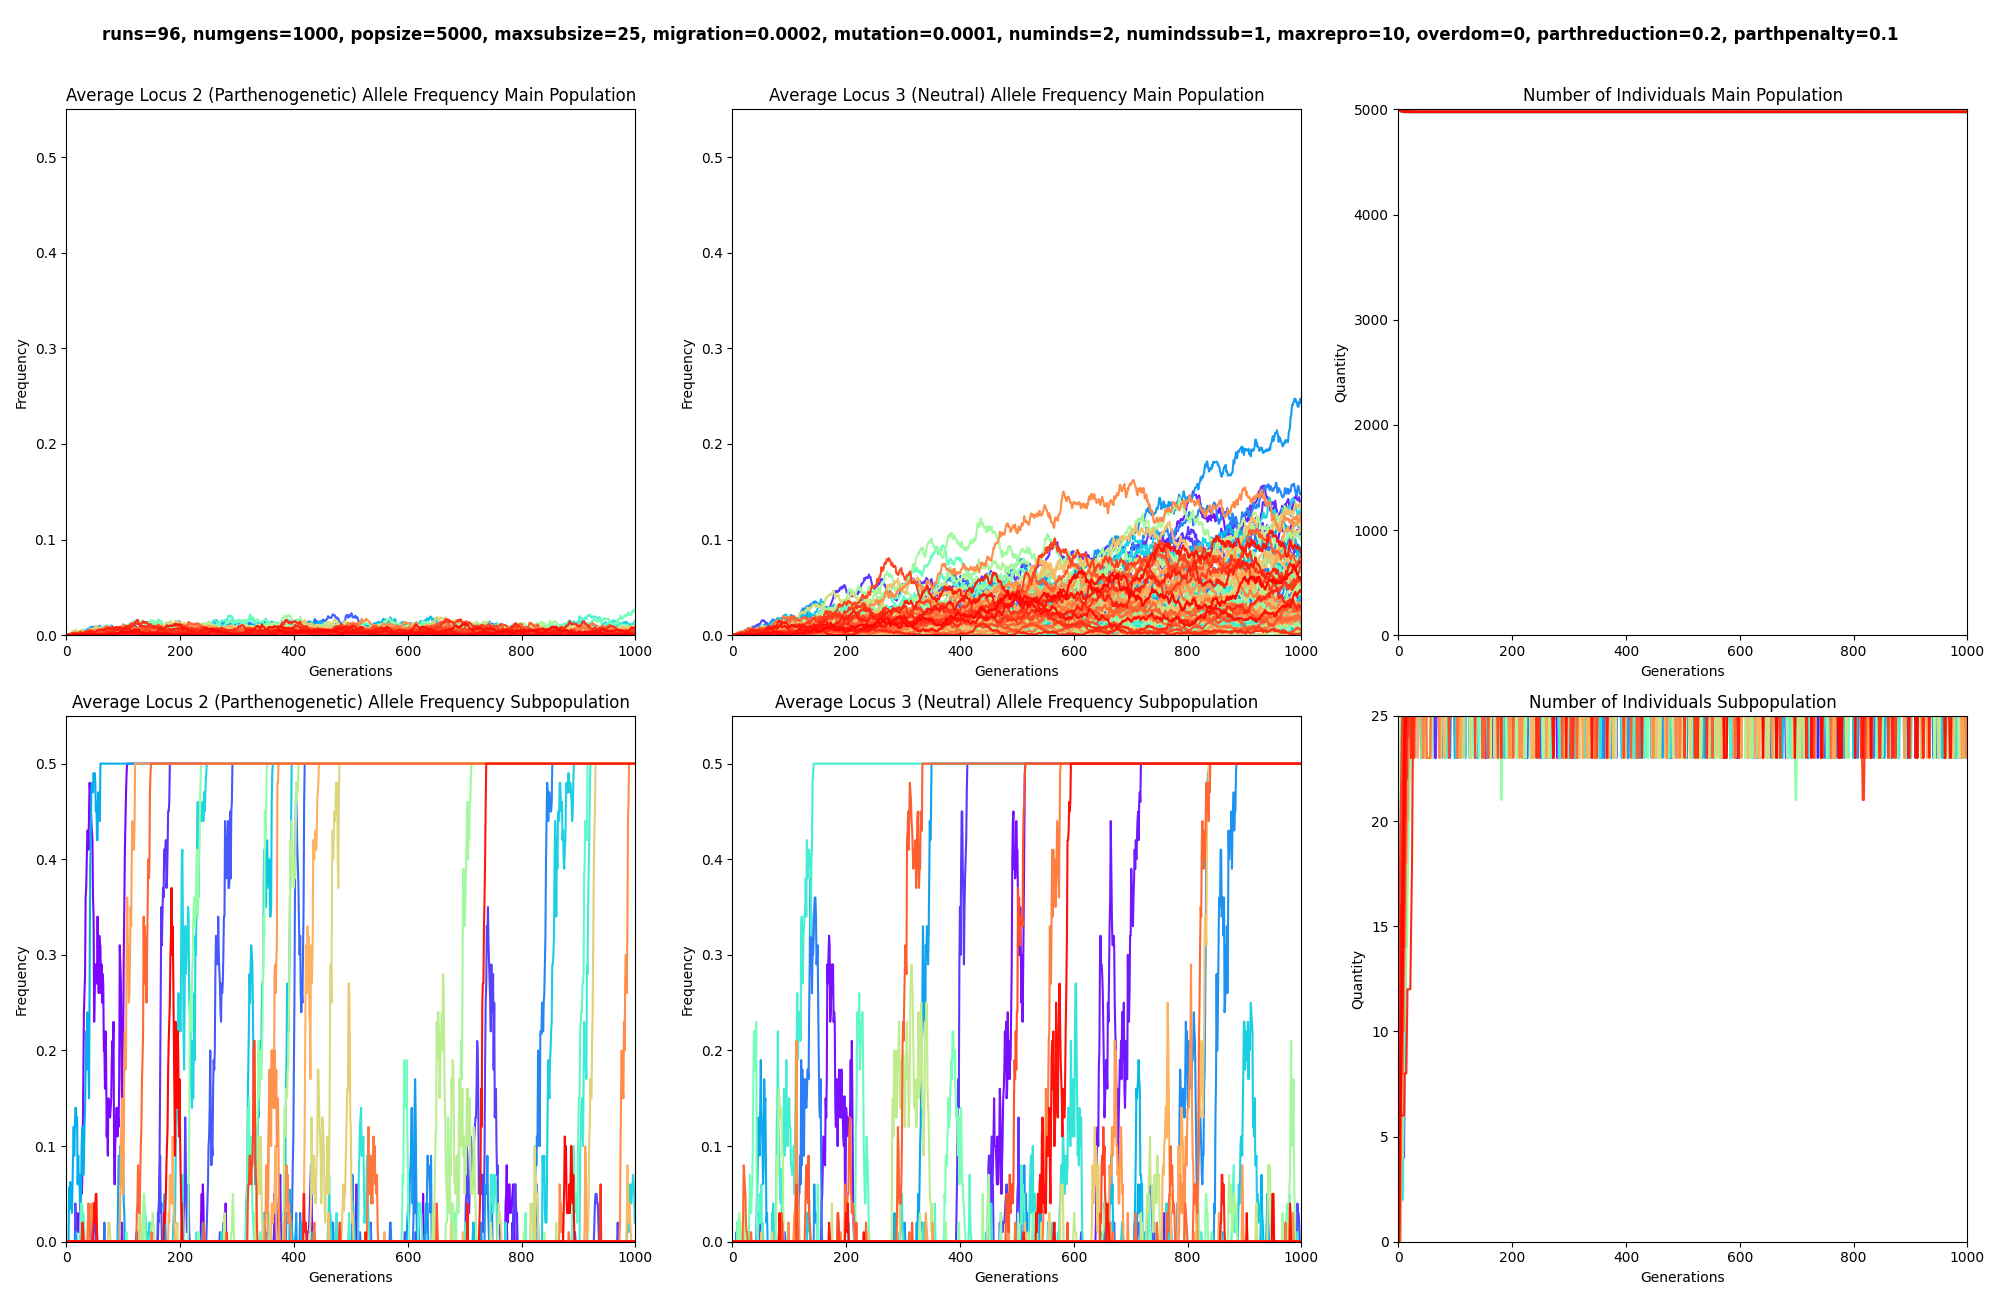 runs=96, numgens=1000, popsize=5000, maxsubsize=25, migration=0.0002, mutation=0.0001, numinds=2, numindssub=1, maxrepro=10, overdom=0, parthreduction=0.2, parthpenalty=0.1
Average Locus 2 (Parthenogenetic) Allele Frequency Main Population
0.5
0.4
0.3
0.2
0.1
0.0
Frequency
0 200 400 600 800 1000
Generations
Average Locus 3 (Neutral) Allele Frequency Main Population
0.5
0.4
0.3
0.2
0.1
0.0
Frequency
0 200 400 600 800 1000
Generations
Number of Individuals Main Population
5000
4000
3000
2000
1000
0
Quantity
0 200 400 600 800 1000
Generations
Average Locus 2 (Parthenogenetic) Allele Frequency Subpopulation
0.5
0.4
0.3
0.2
0.1
0.0
Frequency
0 200 400 600 800 1000
Generations
Average Locus 3 (Neutral) Allele Frequency Subpopulation
0.5
0.4
0.3
0.2
0.1
0.0
Frequency
0 200 400 600 800 1000
Generations
Number of Individuals Subpopulation
25
20
15
10
5
0
Quantity
0 200 400 600 800 1000
Generations